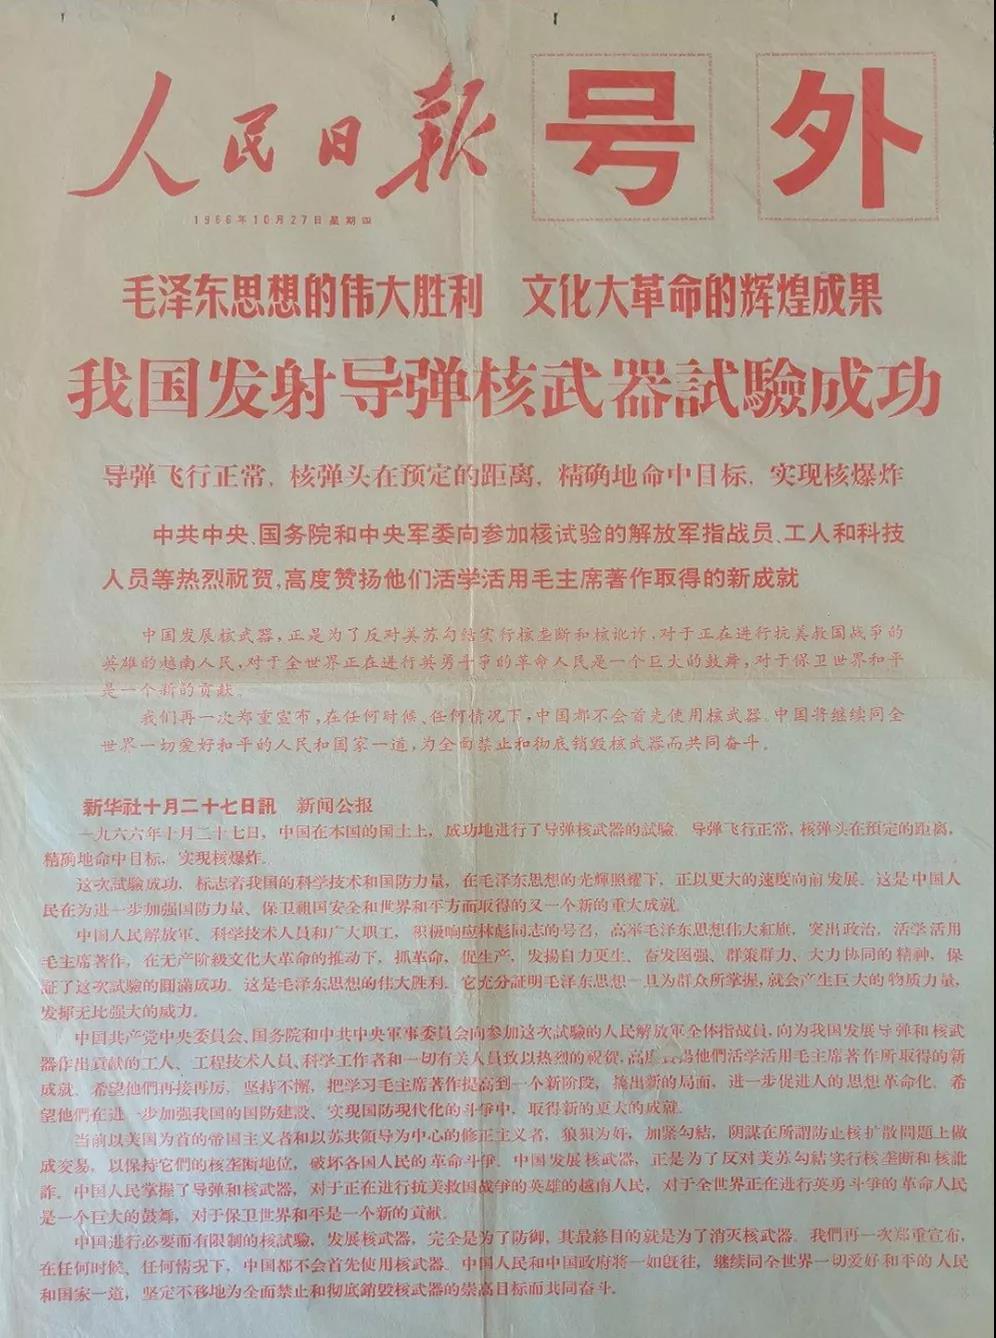 人民日报 号外
1966年10月27日星期四
毛泽东思想的伟大胜利 文化大革命的辉煌成果
我国发射导弹核武器試驗成功
导弹飞行正常，核弹头在预定的距离，精确地命中目标，实现核爆炸
中共中央、国务院和中央军委向参加核试验的解放军指战员、工人和科技
人员等热烈祝贺，高度赞扬他们活学活用毛主席著作取得的新成就
中国发展核武器，正是为了反对美苏勾结实行核垄断和核讹诈，对于正在进行抗美救国战爭的
英雄的越南人民，对于全世界正在进行英勇斗爭的革命人民是一个巨大的鼓舞，对于保卫世界和平
是一个新的贡献。
我们再一次郑重宣布，在任何时候、任何情况下，中国都不会首先使用核武器。中国将继续同全
世界一切爱好和平的人民和国家一道，为全面禁止和彻底销毁核武器而共同奋斗。
新华社十月二十七日訊 新闻公报
一九六六年十月二十七日，中国在本国的国土上，成功地进行了导弹核武器的試驗。导弹飞行正常，核弹头在預定的距离，
精确地命中目标，实现核爆炸。
这次試驗成功，标志着我国的科学技术和国防力量，在毛泽东思想的光輝照耀下，正以更大的速度向前发展。这是中国人
民在为进一步加强国防力量、保卫祖国安全和世界和平方面取得的又一个新的重大成就。
中国人民解放軍、科学技术人員和广大职工，积极响应林彪同志的号召，高举毛泽东思想伟大紅旗，突出政治，活学活用
毛主席著作，在无产阶級文化大革命的推动下，抓革命，促生产，发揚自力更生、奋发图强、群策群力、大力协同的精神，保
証了这次試驗的圓滿成功。这是毛泽东思想的伟大胜利。它充分証明毛泽东思想一旦为群众所掌握，就会产生巨大的物质力量，
发揮无比强大的威力。
中国共产党中央委員会、国务院和中共中央軍事委員会向参加这次試驗的人民解放軍全体指战員，向为我国发展导弹和核武
器作出貢献的工人、工程技术人員、科学工作者和一切有关人員致以热烈的祝贺，高度 揚他們活学活用毛主席著作所取得的新
成就。希望他們再接再厉，坚持不懈，把学习毛主席著作提高到一个新阶段，搞出新的局面，进一步促进人的思想革命化。希
望他們在进一步加强我国的国防建設、实现国防現代化的斗爭中，取得新的更大的成就。
当前以美国为首的帝国主义者和以苏共領导为中心的修正主义者，狼狽为奸，加紧勾結，阴謀在所謂防止核扩散問題上做
成交易，以保持它們的核垄断地位，破坏各国人民的革命斗爭。中国发展核武器，正是为了反对美苏勾結实行核垄断和核訛
詐。中国人民掌握了导弹和核武器，对于正在进行抗美救国战爭的英雄的越南人民，对于全世界正在进行英勇斗爭的革命人民
是一个巨大的鼓舞，对于保卫世界和平是一个新的貢献。
中国进行必要而有限制的核試驗，发展核武器，完全是为了防御，其最終目的就是为了消灭核武器。我們再一次郑重宣布，
在任何时候、任何情况下，中国都不会首先使用核武器。中国人民和中国政府将一如旣往，继续同全世界一切爱好和平的人民
和国家一道，坚定不移地为全面禁止和彻底銷毁核武器的崇高目标而共同奋斗。